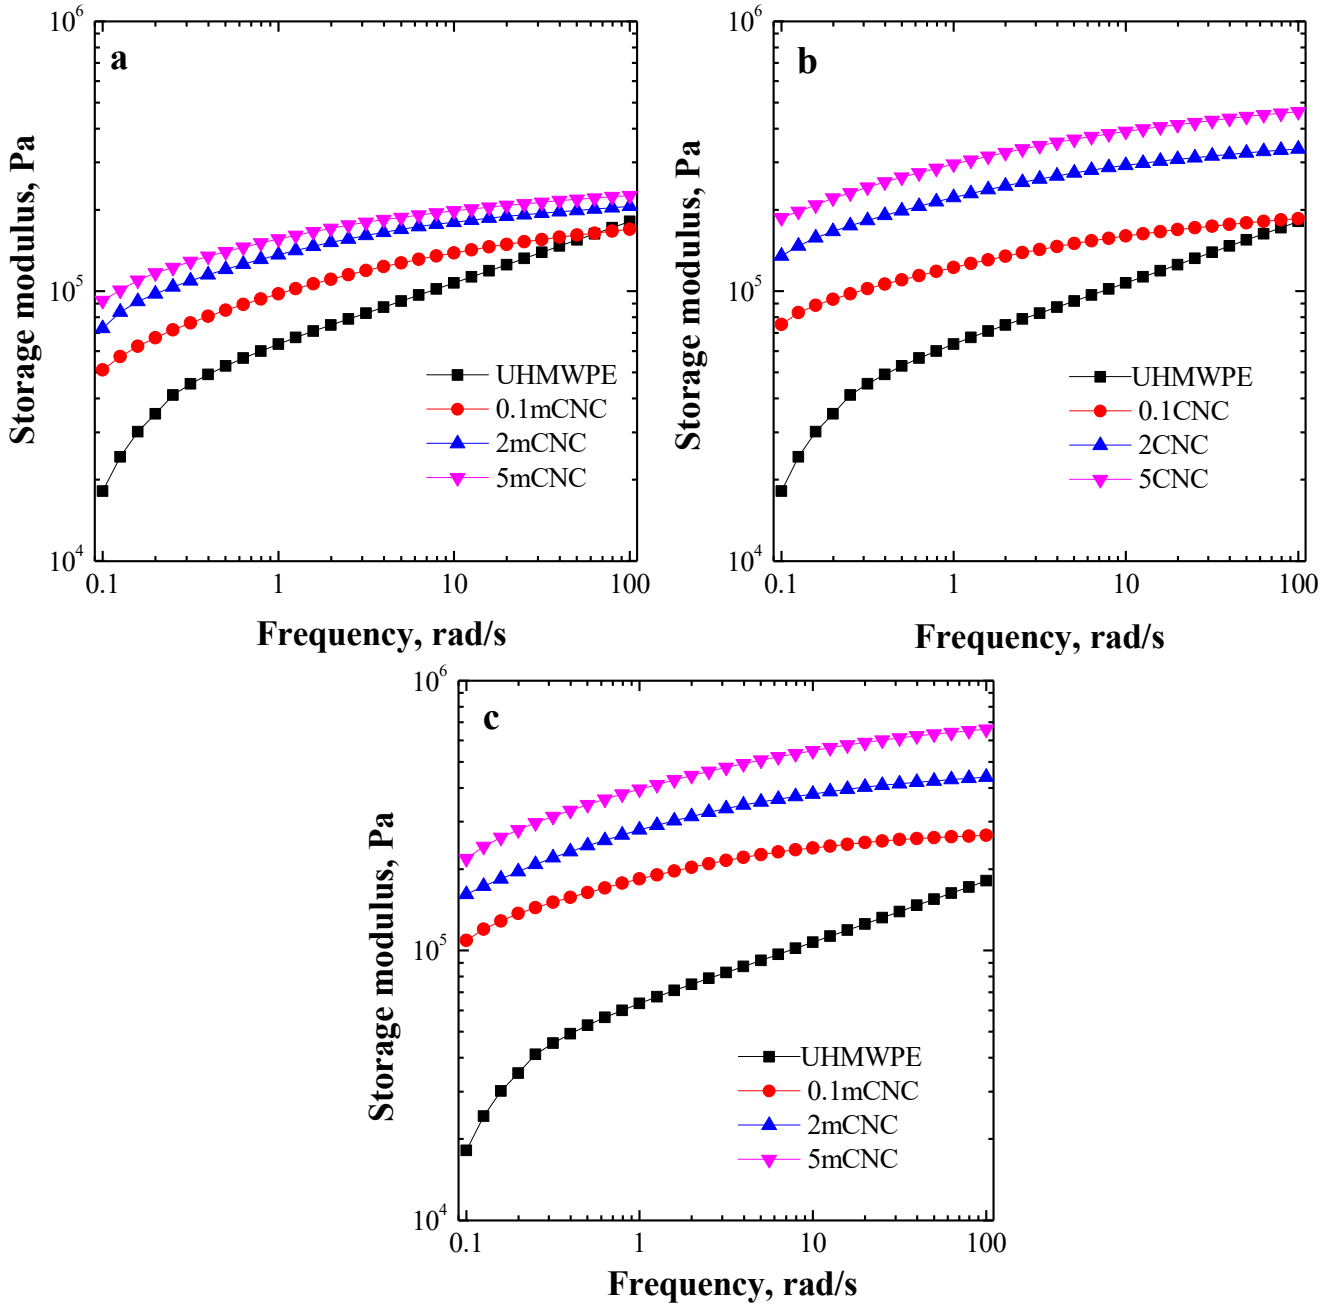 a
Storage modulus, Pa
10^6
10^5
10^4
UHMWPE
0.1mCNC
2mCNC
5mCNC
0.1 1 10 100
Frequency, rad/s
b
Storage modulus, Pa
10^6
10^5
10^4
UHMWPE
0.1CNC
2CNC
5CNC
0.1 1 10 100
Frequency, rad/s
c
Storage modulus, Pa
10^6
10^5
10^4
UHMWPE
0.1mCNC
2mCNC
5mCNC
0.1 1 10 100
Frequency, rad/s